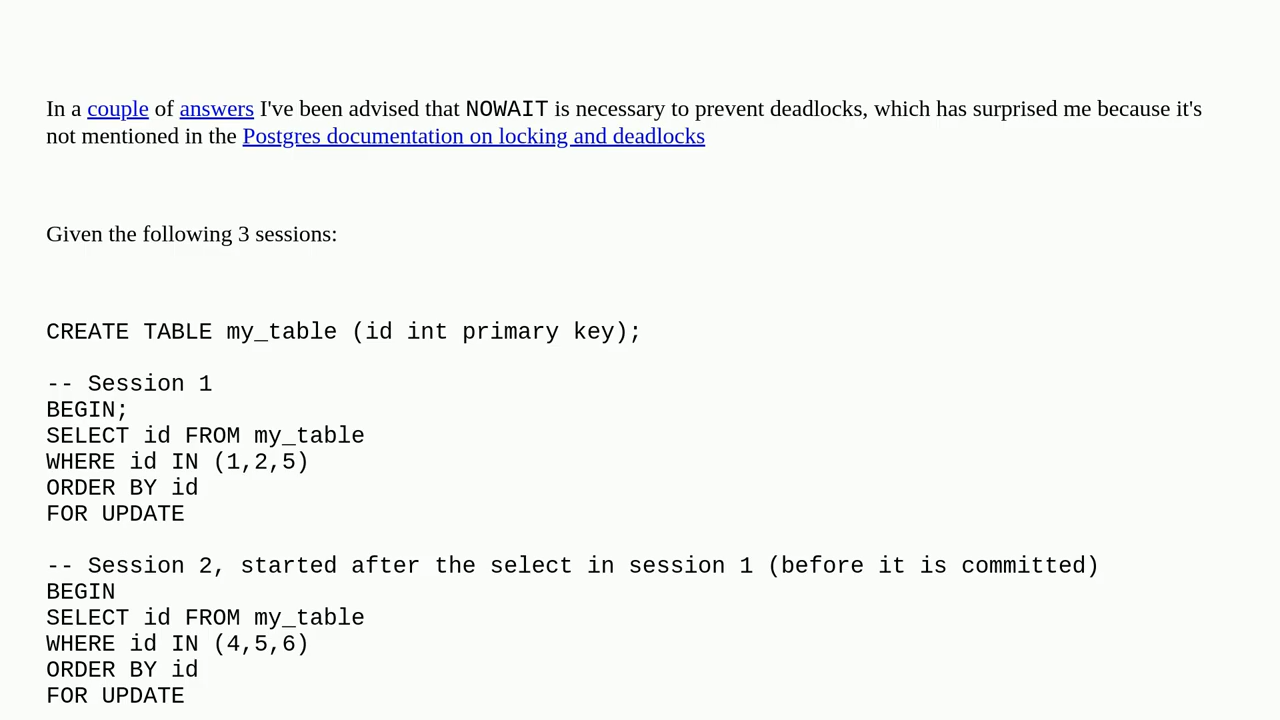 In a couple of answers I've been advised that NOWAIT is necessary to prevent deadlocks, which has surprised me because it's
not mentioned in the Postgres documentation on locking and deadlocks
Given the following 3 sessions:
CREATE TABLE my_table (id int primary key);
-- Session 1
BEGIN;
SELECT id FROM my_table
WHERE id IN (1,2,5)
ORDER BY id
FOR UPDATE
-- Session 2, started after the select in session 1 (before it is committed)
BEGIN
SELECT id FROM my_table
WHERE id IN (4,5,6)
ORDER BY id
FOR UPDATE